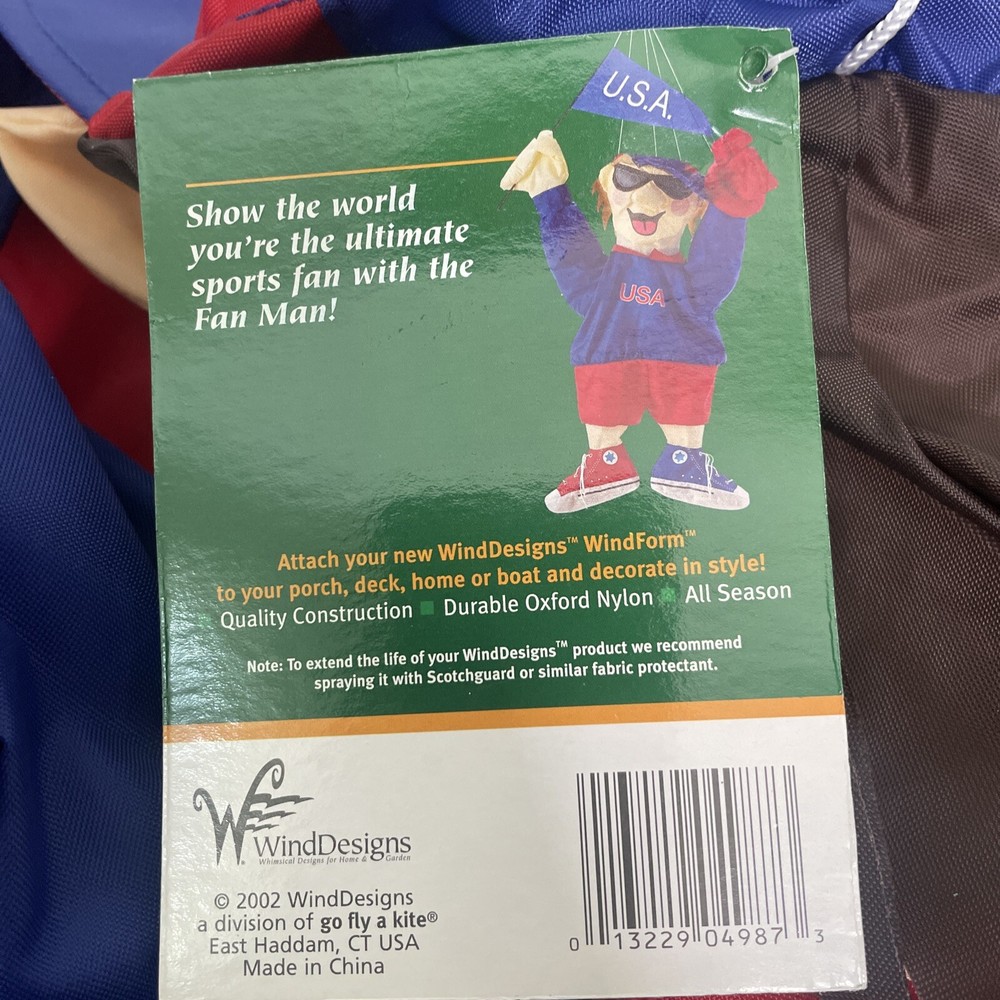 U.S.A.
USA
Show the world
you're the ultimate
sports fan with the
Fan Man!
Attach your new WindDesigns™ WindForm™
to your porch, deck, home or boat and decorate in style!
Quality Construction ■ Durable Oxford Nylon ■ All Season
Note: To extend the life of your WindDesigns™ product we recommend
spraying it with Scotchguard or similar fabric protectant.
WindDesigns
Whimsical Designs for Home & Garden
© 2002 WindDesigns
a division of go fly a kite®
East Haddam, CT USA
Made in China
0 13229 04987 3